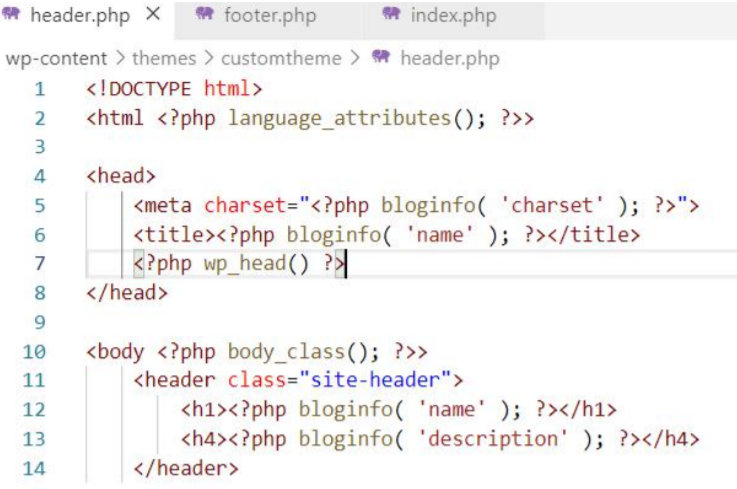 header.php × footer.php index.php
wp-content > themes > customtheme > header.php
1 <!DOCTYPE html>
2 <html <?php language_attributes(); ?>>
3
4 <head>
5 <meta charset="<?php bloginfo( 'charset' ); ?>">
6 <title><?php bloginfo( 'name' ); ?></title>
7 <?php wp_head() ?>
8 </head>
9
10 <body <?php body_class(); ?>>
11 <header class="site-header">
12 <h1><?php bloginfo( 'name' ); ?></h1>
13 <h4><?php bloginfo( 'description' ); ?></h4>
14 </header>